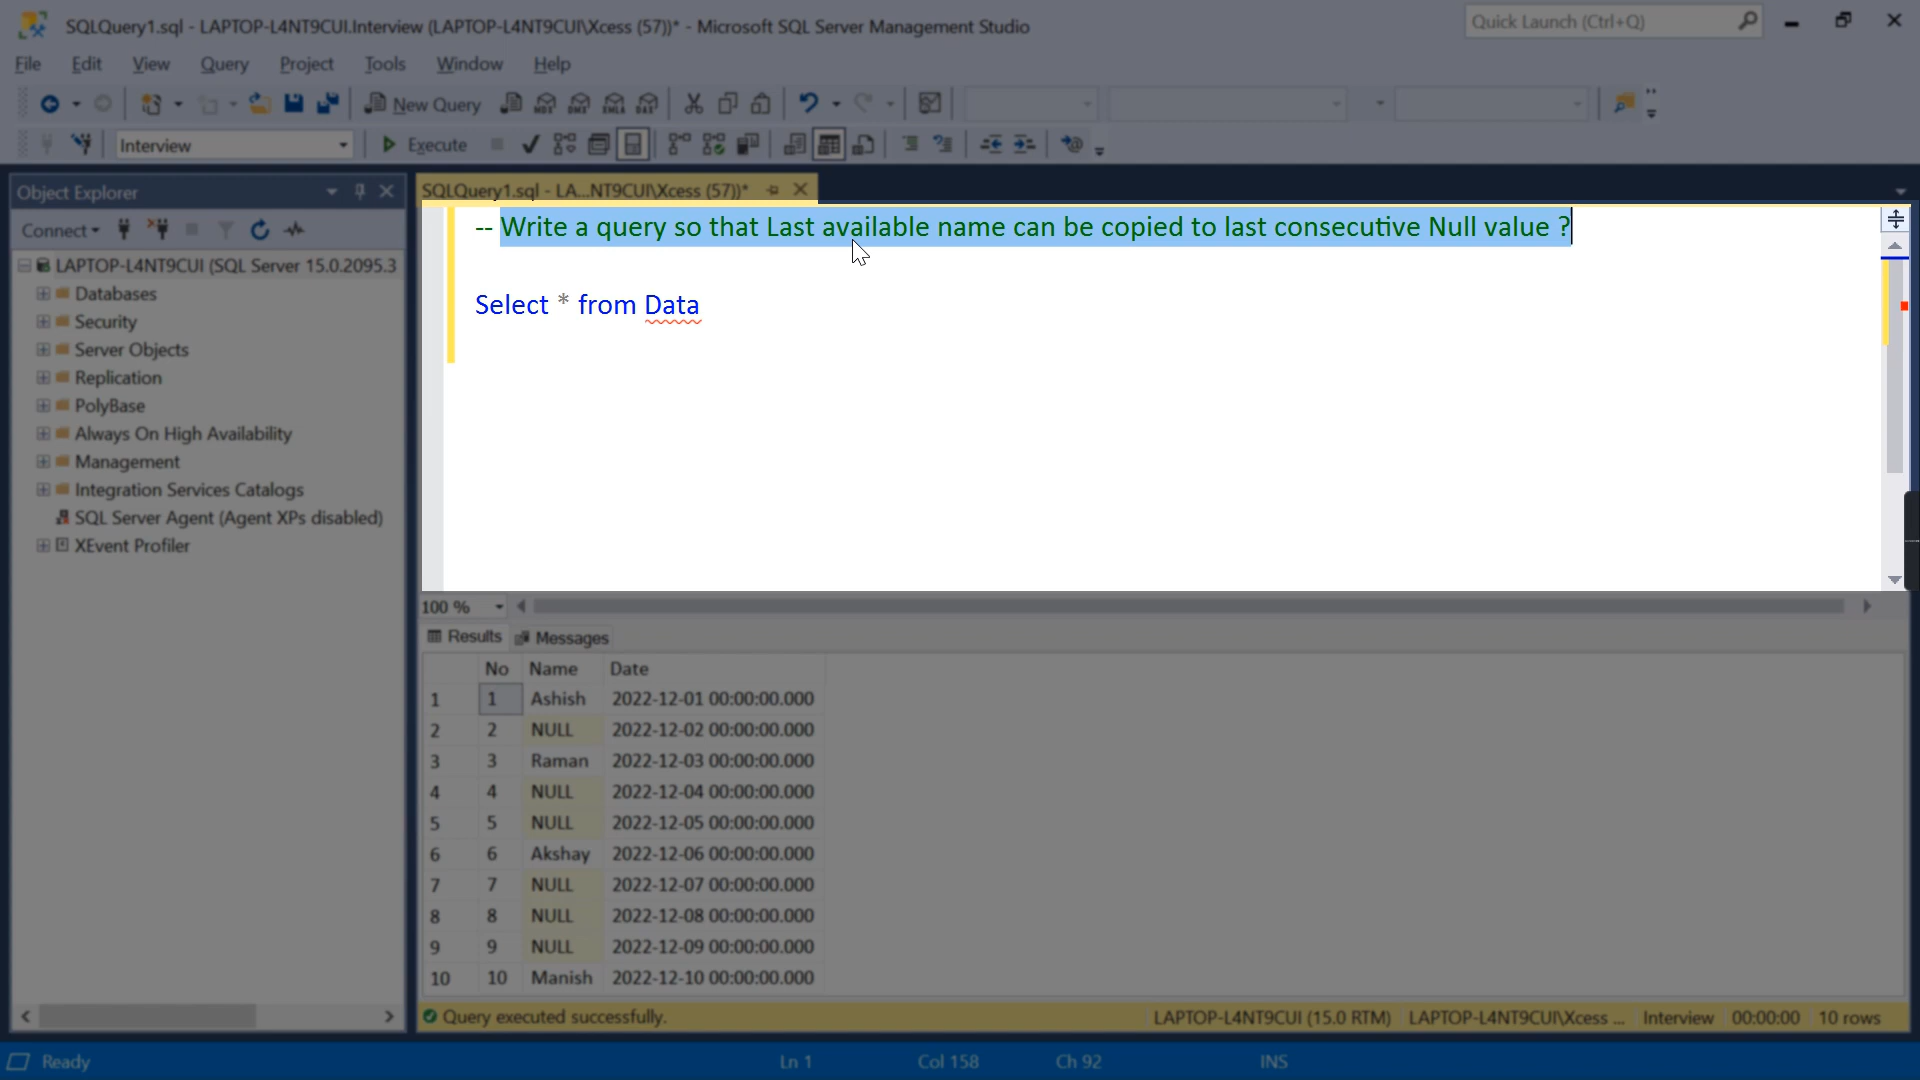 SQLQuery1.sql - LAPTOP-L4NT9CUI.Interview (LAPTOP-L4NT9CUI\Xcess (57))* - Microsoft SQL Server Management Studio
Quick Launch (Ctrl+Q)
File Edit View Query Project Tools Window Help
New Query MDX DMX XMLA DAX
Interview Execute
Object Explorer
SQLQuery1.sql - LA...NT9CUI\Xcess (57))*
Connect
LAPTOP-L4NT9CUI (SQL Server 15.0.2095.3
Databases
Security
Server Objects
Replication
PolyBase
Always On High Availability
Management
Integration Services Catalogs
SQL Server Agent (Agent XPs disabled)
XEvent Profiler
-- Write a query so that Last available name can be copied to last consecutive Null value ?
Select * from Data
100 %
Results Messages
No Name Date
1 1 Ashish 2022-12-01 00:00:00.000
2 2 NULL 2022-12-02 00:00:00.000
3 3 Raman 2022-12-03 00:00:00.000
4 4 NULL 2022-12-04 00:00:00.000
5 5 NULL 2022-12-05 00:00:00.000
6 6 Akshay 2022-12-06 00:00:00.000
7 7 NULL 2022-12-07 00:00:00.000
8 8 NULL 2022-12-08 00:00:00.000
9 9 NULL 2022-12-09 00:00:00.000
10 10 Manish 2022-12-10 00:00:00.000
Query executed successfully. LAPTOP-L4NT9CUI (15.0 RTM) LAPTOP-L4NT9CUI\Xcess ... Interview 00:00:00 10 rows
Ready Ln 1 Col 158 Ch 92 INS